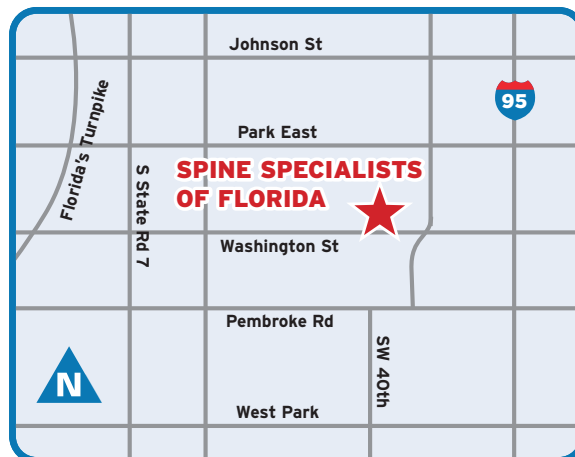 Johnson St
95
Florida's Turnpike
Park East
S State Rd 7
SPINE SPECIALISTS
OF FLORIDA
Washington St
Pembroke Rd
SW 40th
N
West Park